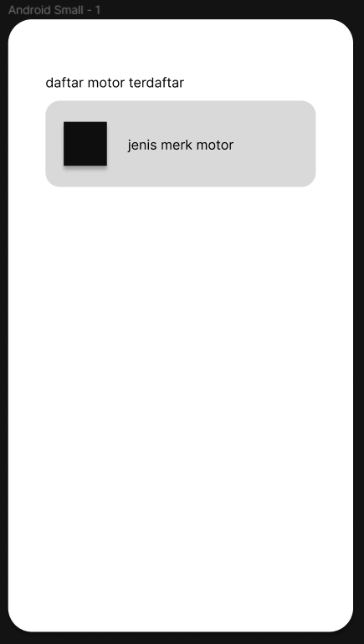 Android Small - 1
daftar motor terdaftar
jenis merk motor